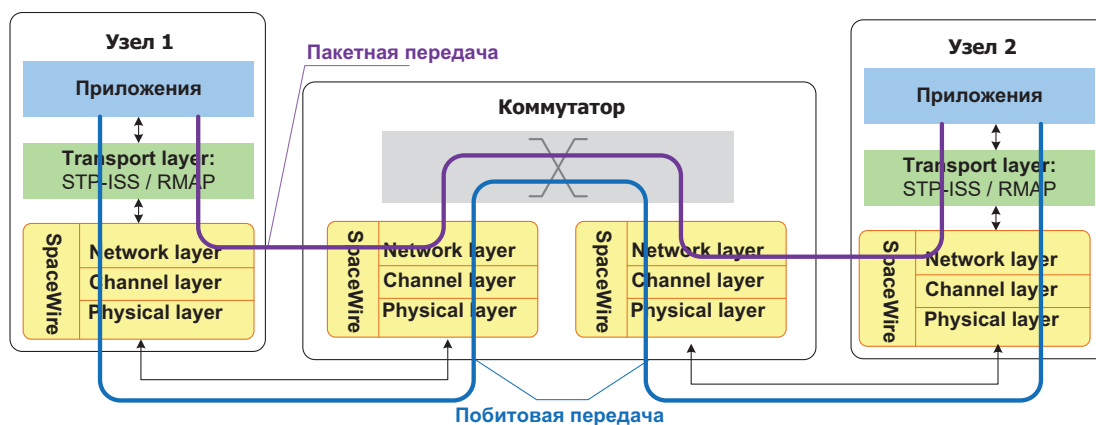 Узел 1
Приложения
Transport layer:
STP-ISS / RMAP
SpaceWire
Network layer
Channel layer
Physical layer
Пакетная передача
Коммутатор
SpaceWire
Network layer
Channel layer
Physical layer
SpaceWire
Network layer
Channel layer
Physical layer
Узел 2
Приложения
Transport layer:
STP-ISS / RMAP
SpaceWire
Network layer
Channel layer
Physical layer
Побитовая передача